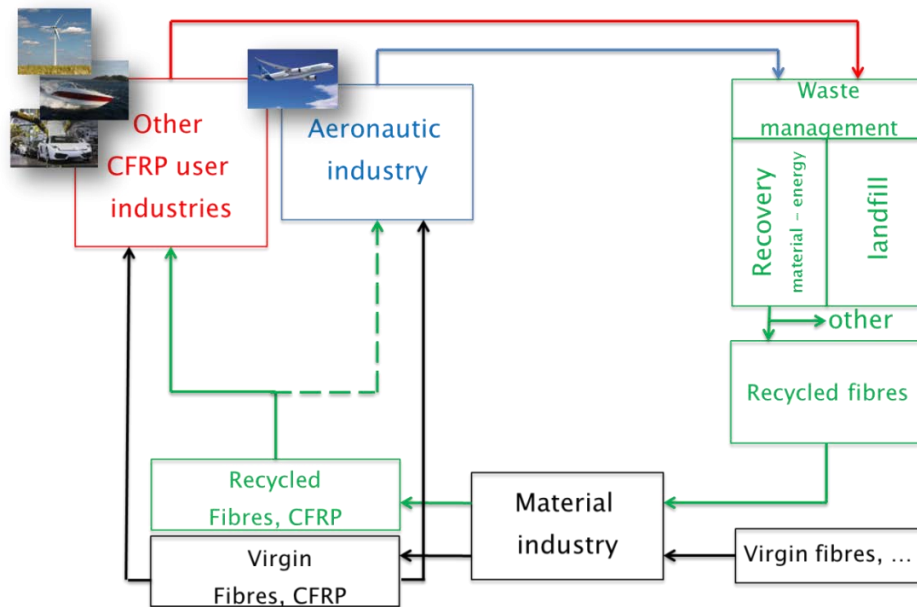 Other
CFRP user
industries
Aeronautic
industry
Waste
management
Recovery
material – energy
landfill
other
Recycled fibres
Recycled
Fibres, CFRP
Material
industry
Virgin
Fibres, CFRP
Virgin fibres, ...